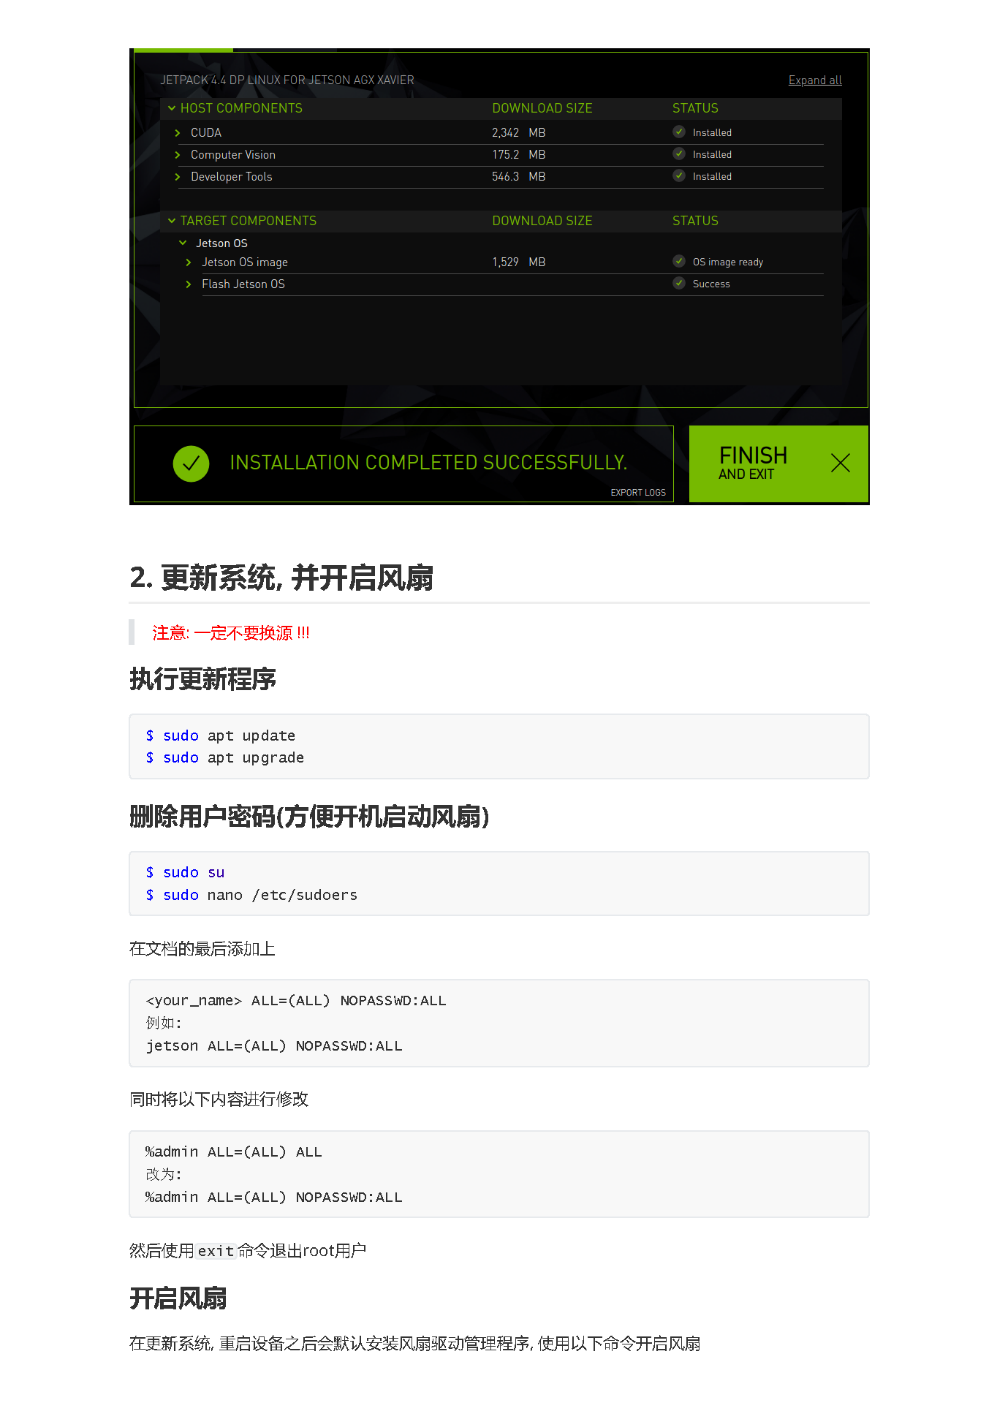 JETPACK 4.4 DP LINUX FOR JETSON AGX XAVIER Expand all
HOST COMPONENTS DOWNLOAD SIZE STATUS
CUDA 2,342 MB Installed
Computer Vision 175.2 MB Installed
Developer Tools 546.3 MB Installed
TARGET COMPONENTS DOWNLOAD SIZE STATUS
Jetson OS
Jetson OS image 1,529 MB OS image ready
Flash Jetson OS Success
INSTALLATION COMPLETED SUCCESSFULLY.
EXPORT LOGS
FINISH
AND EXIT
2. 更新系统, 并开启风扇
注意: 一定不要换源 !!!
执行更新程序
$ sudo apt update
$ sudo apt upgrade
删除用户密码(方便开机启动风扇)
$ sudo su
$ sudo nano /etc/sudoers
在文档的最后添加上
<your_name> ALL=(ALL) NOPASSWD:ALL
例如:
jetson ALL=(ALL) NOPASSWD:ALL
同时将以下内容进行修改
%admin ALL=(ALL) ALL
改为:
%admin ALL=(ALL) NOPASSWD:ALL
然后使用exit命令退出root用户
开启风扇
在更新系统, 重启设备之后会默认安装风扇驱动管理程序, 使用以下命令开启风扇